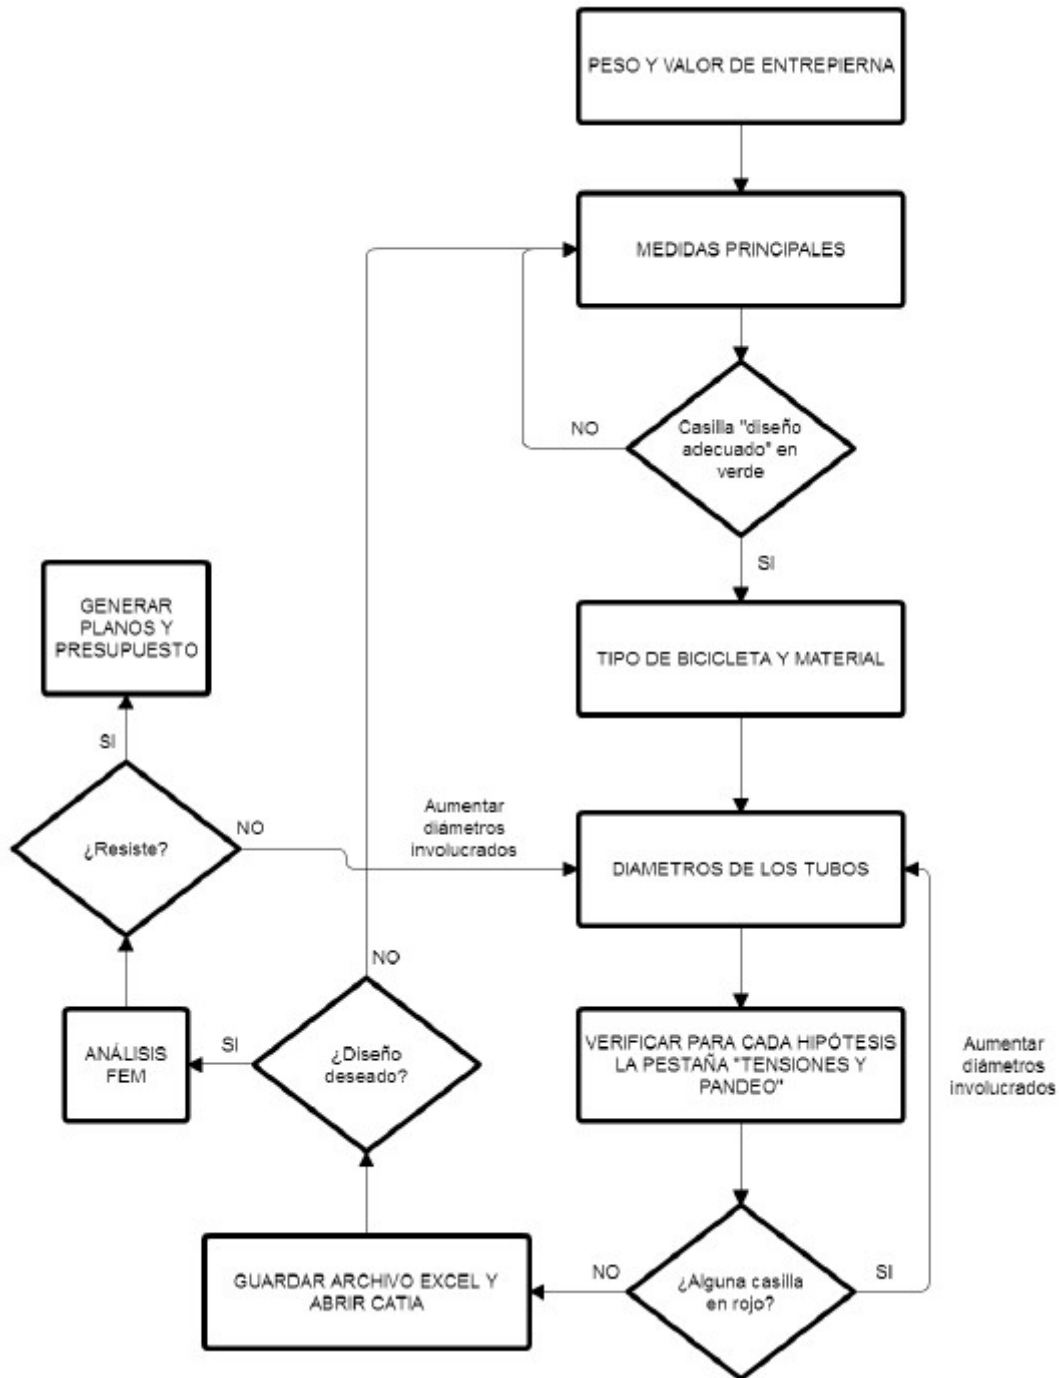 PESO Y VALOR DE ENTREPIERNA
MEDIDAS PRINCIPALES
NO
Casilla "diseño
adecuado" en
verde
SI
TIPO DE BICICLETA Y MATERIAL
DIAMETROS DE LOS TUBOS
VERIFICAR PARA CADA HIPÓTESIS
LA PESTAÑA "TENSIONES Y
PANDEO"
¿Alguna casilla
en rojo?
SI
Aumentar
diámetros
involucrados
NO
GUARDAR ARCHIVO EXCEL Y
ABRIR CATIA
¿Diseño
deseado?
NO
SI
ANÁLISIS
FEM
¿Resiste?
NO
Aumentar
diámetros
involucrados
SI
GENERAR
PLANOS Y
PRESUPUESTO